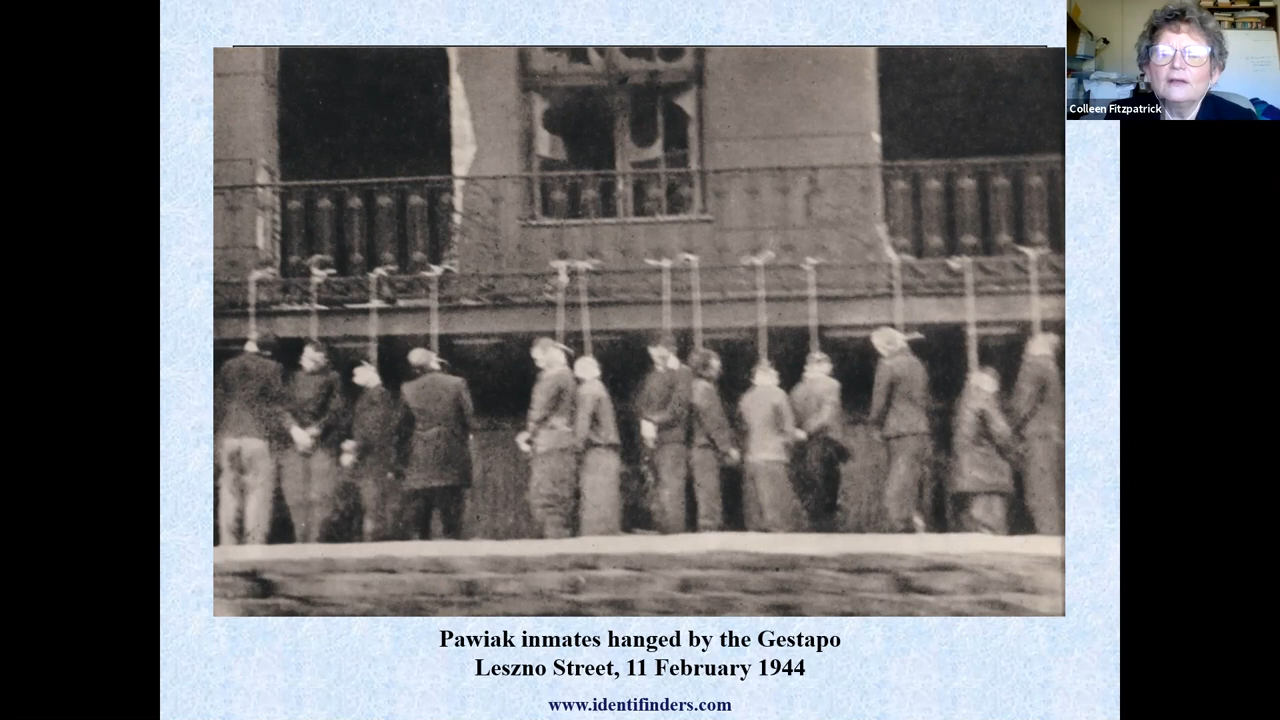 Colleen Fitzpatrick
Pawiak inmates hanged by the Gestapo
Leszno Street, 11 February 1944
www.identifinders.com